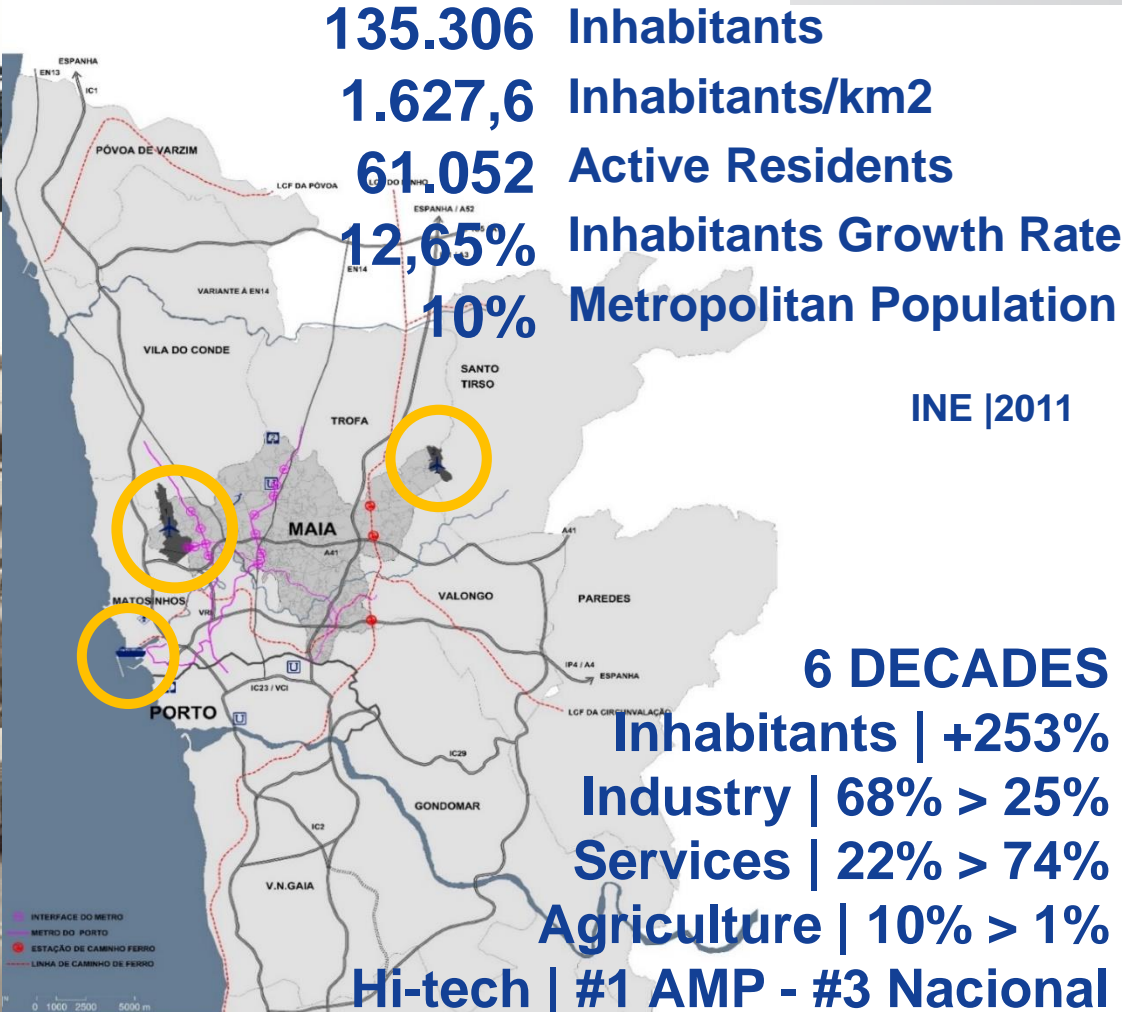 135.306 Inhabitants
1.627,6 Inhabitants/km2
61.052 Active Residents
12,65% Inhabitants Growth Rate
10% Metropolitan Population
INE |2011
ESPANHA
EN13
IC1
PÓVOA DE VARZIM
LCF DA PÓVOA
ESPANHA / A52
EN14
VARIANTE À EN14
VILA DO CONDE
SANTO
TIRSO
TROFA
MAIA
A41
A41
MATOSINHOS
VALONGO
PAREDES
IP4 / A4
ESPANHA
IC23 / VCI
PORTO
LCF DA CIRCUNVALAÇÃO
IC29
GONDOMAR
IC2
V.N.GAIA
6 DECADES
Inhabitants | +253%
Industry | 68% > 25%
Services | 22% > 74%
Agriculture | 10% > 1%
Hi-tech | #1 AMP - #3 Nacional
INTERFACE DO METRO
METRO DO PORTO
ESTAÇÃO DE CAMINHO FERRO
LINHA DE CAMINHO DE FERRO
0 1000 2500 5000 m